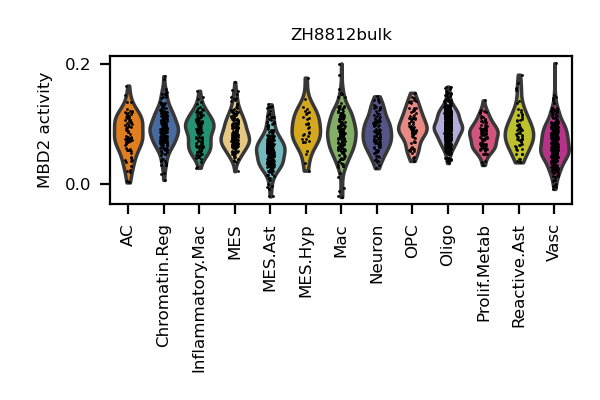 ZH8812bulk
MBD2 activity
0.2
0.0
AC
Chromatin.Reg
Inflammatory.Mac
MES
MES.Ast
MES.Hyp
Mac
Neuron
OPC
Oligo
Prolif.Metab
Reactive.Ast
Vasc